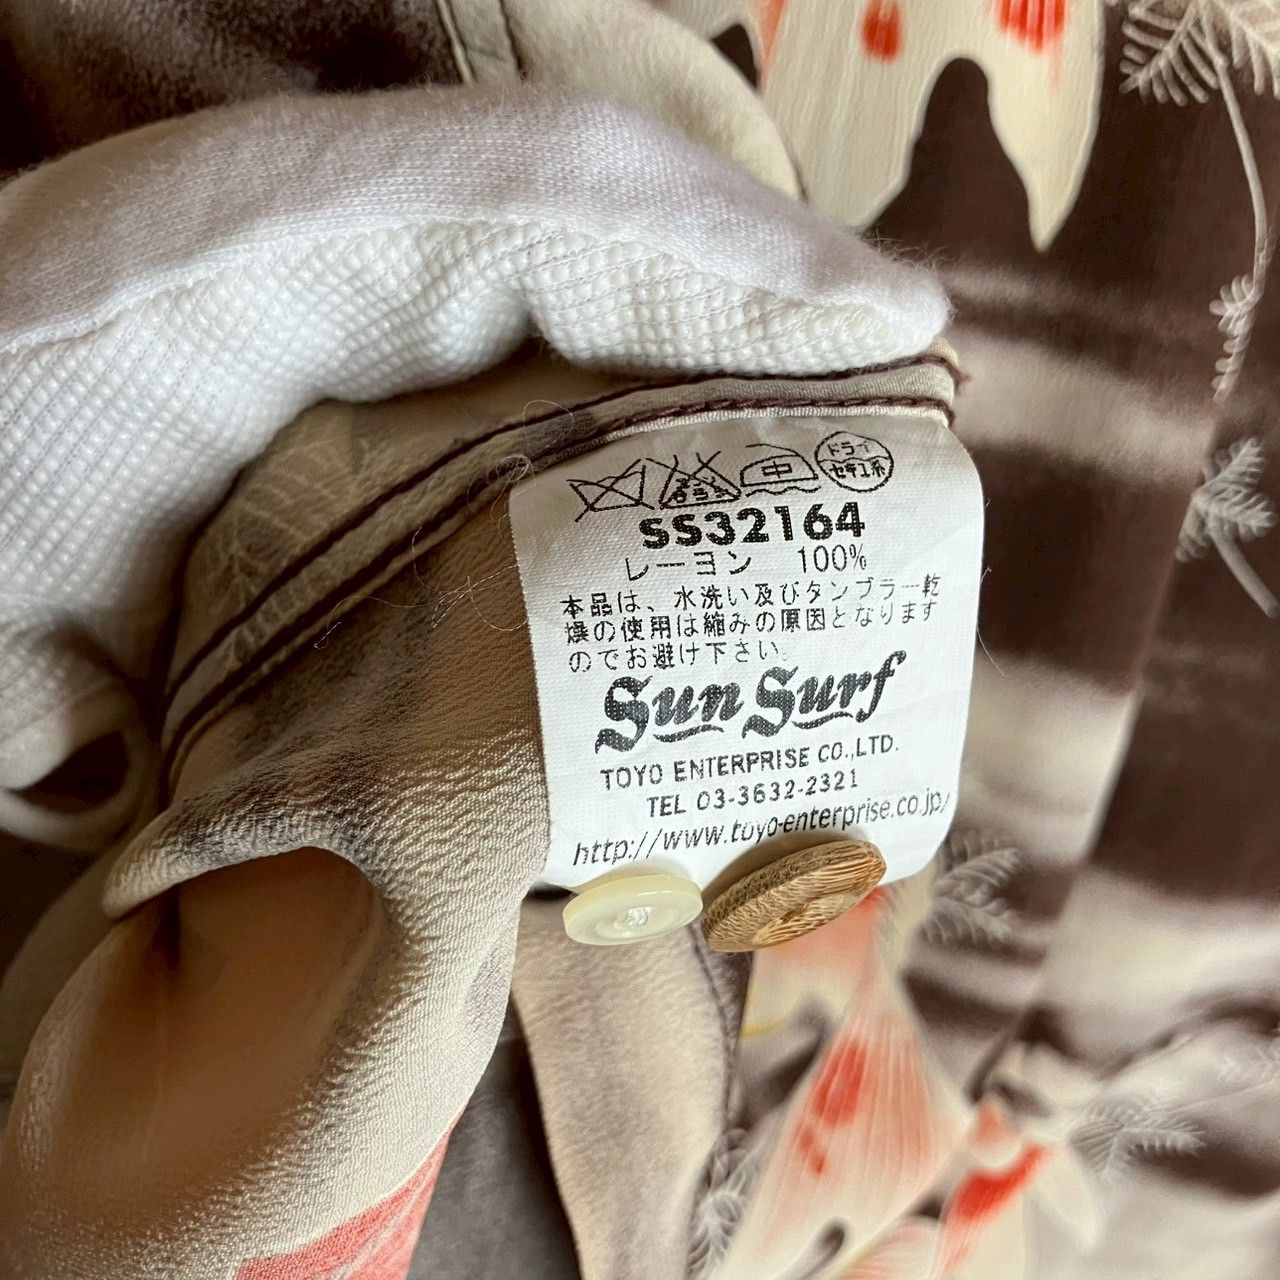 中 ドライ
セキユ系
SS32164
レーヨン 100%
本品は、水洗い及びタンブラー乾
燥の使用は縮みの原因となります
のでお避け下さい。
Sun Surf
TOYO ENTERPRISE CO.,LTD.
TEL 03-3632-2321
http://www.toyo-enterprise.co.jp/